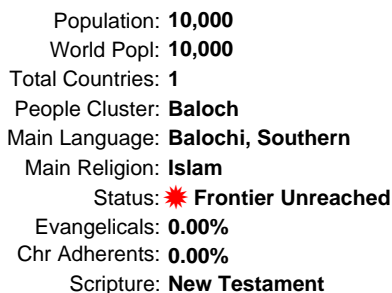 Population: 10,000
World Popl: 10,000
Total Countries: 1
People Cluster: Baloch
Main Language: Balochi, Southern
Main Religion: Islam
Status: Frontier Unreached
Evangelicals: 0.00%
Chr Adherents: 0.00%
Scripture: New Testament